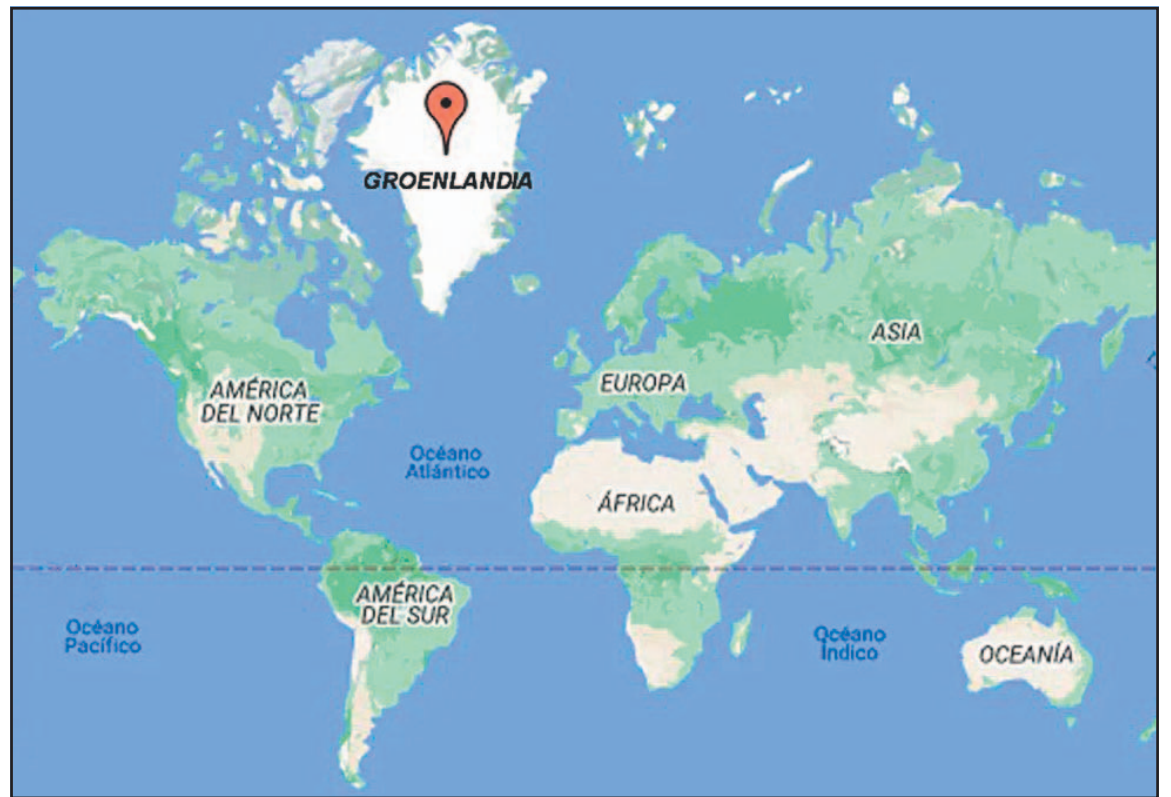 GROENLANDIA
ASIA
EUROPA
AMÉRICA
DEL NORTE
Océano
Atlántico
ÁFRICA
AMÉRICA
DEL SUR
Océano
Pacífico
Océano
Índico
OCEANÍA